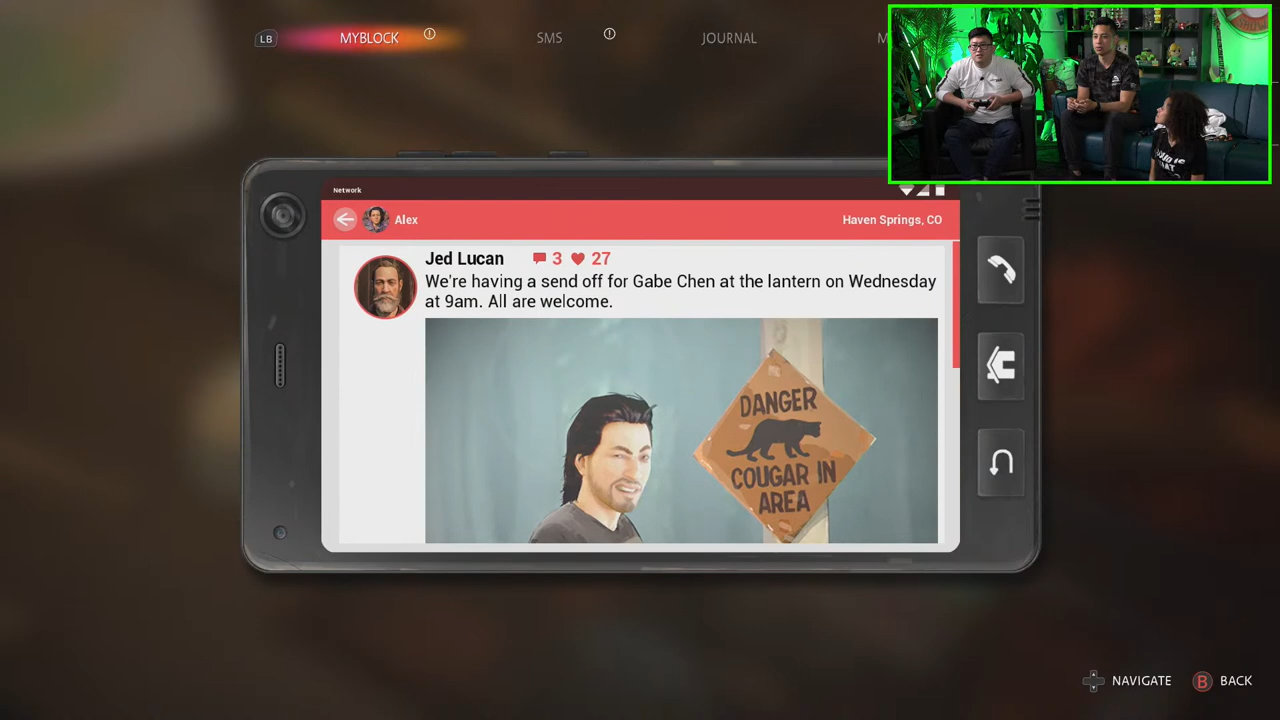 LB MYBLOCK SMS JOURNAL M
Network
Alex Haven Springs, CO
Jed Lucan 3 27
We're having a send off for Gabe Chen at the lantern on Wednesday
at 9am. All are welcome.
DANGER
COUGAR IN
AREA
NAVIGATE B BACK